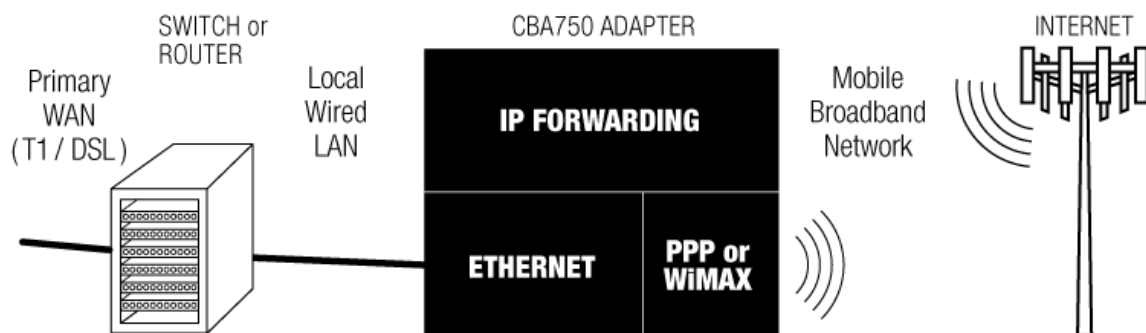 SWITCH or
ROUTER
CBA750 ADAPTER
INTERNET
Primary
WAN
(T1 / DSL)
Local
Wired
LAN
IP FORWARDING
Mobile
Broadband
Network
ETHERNET
PPP or
WiMAX